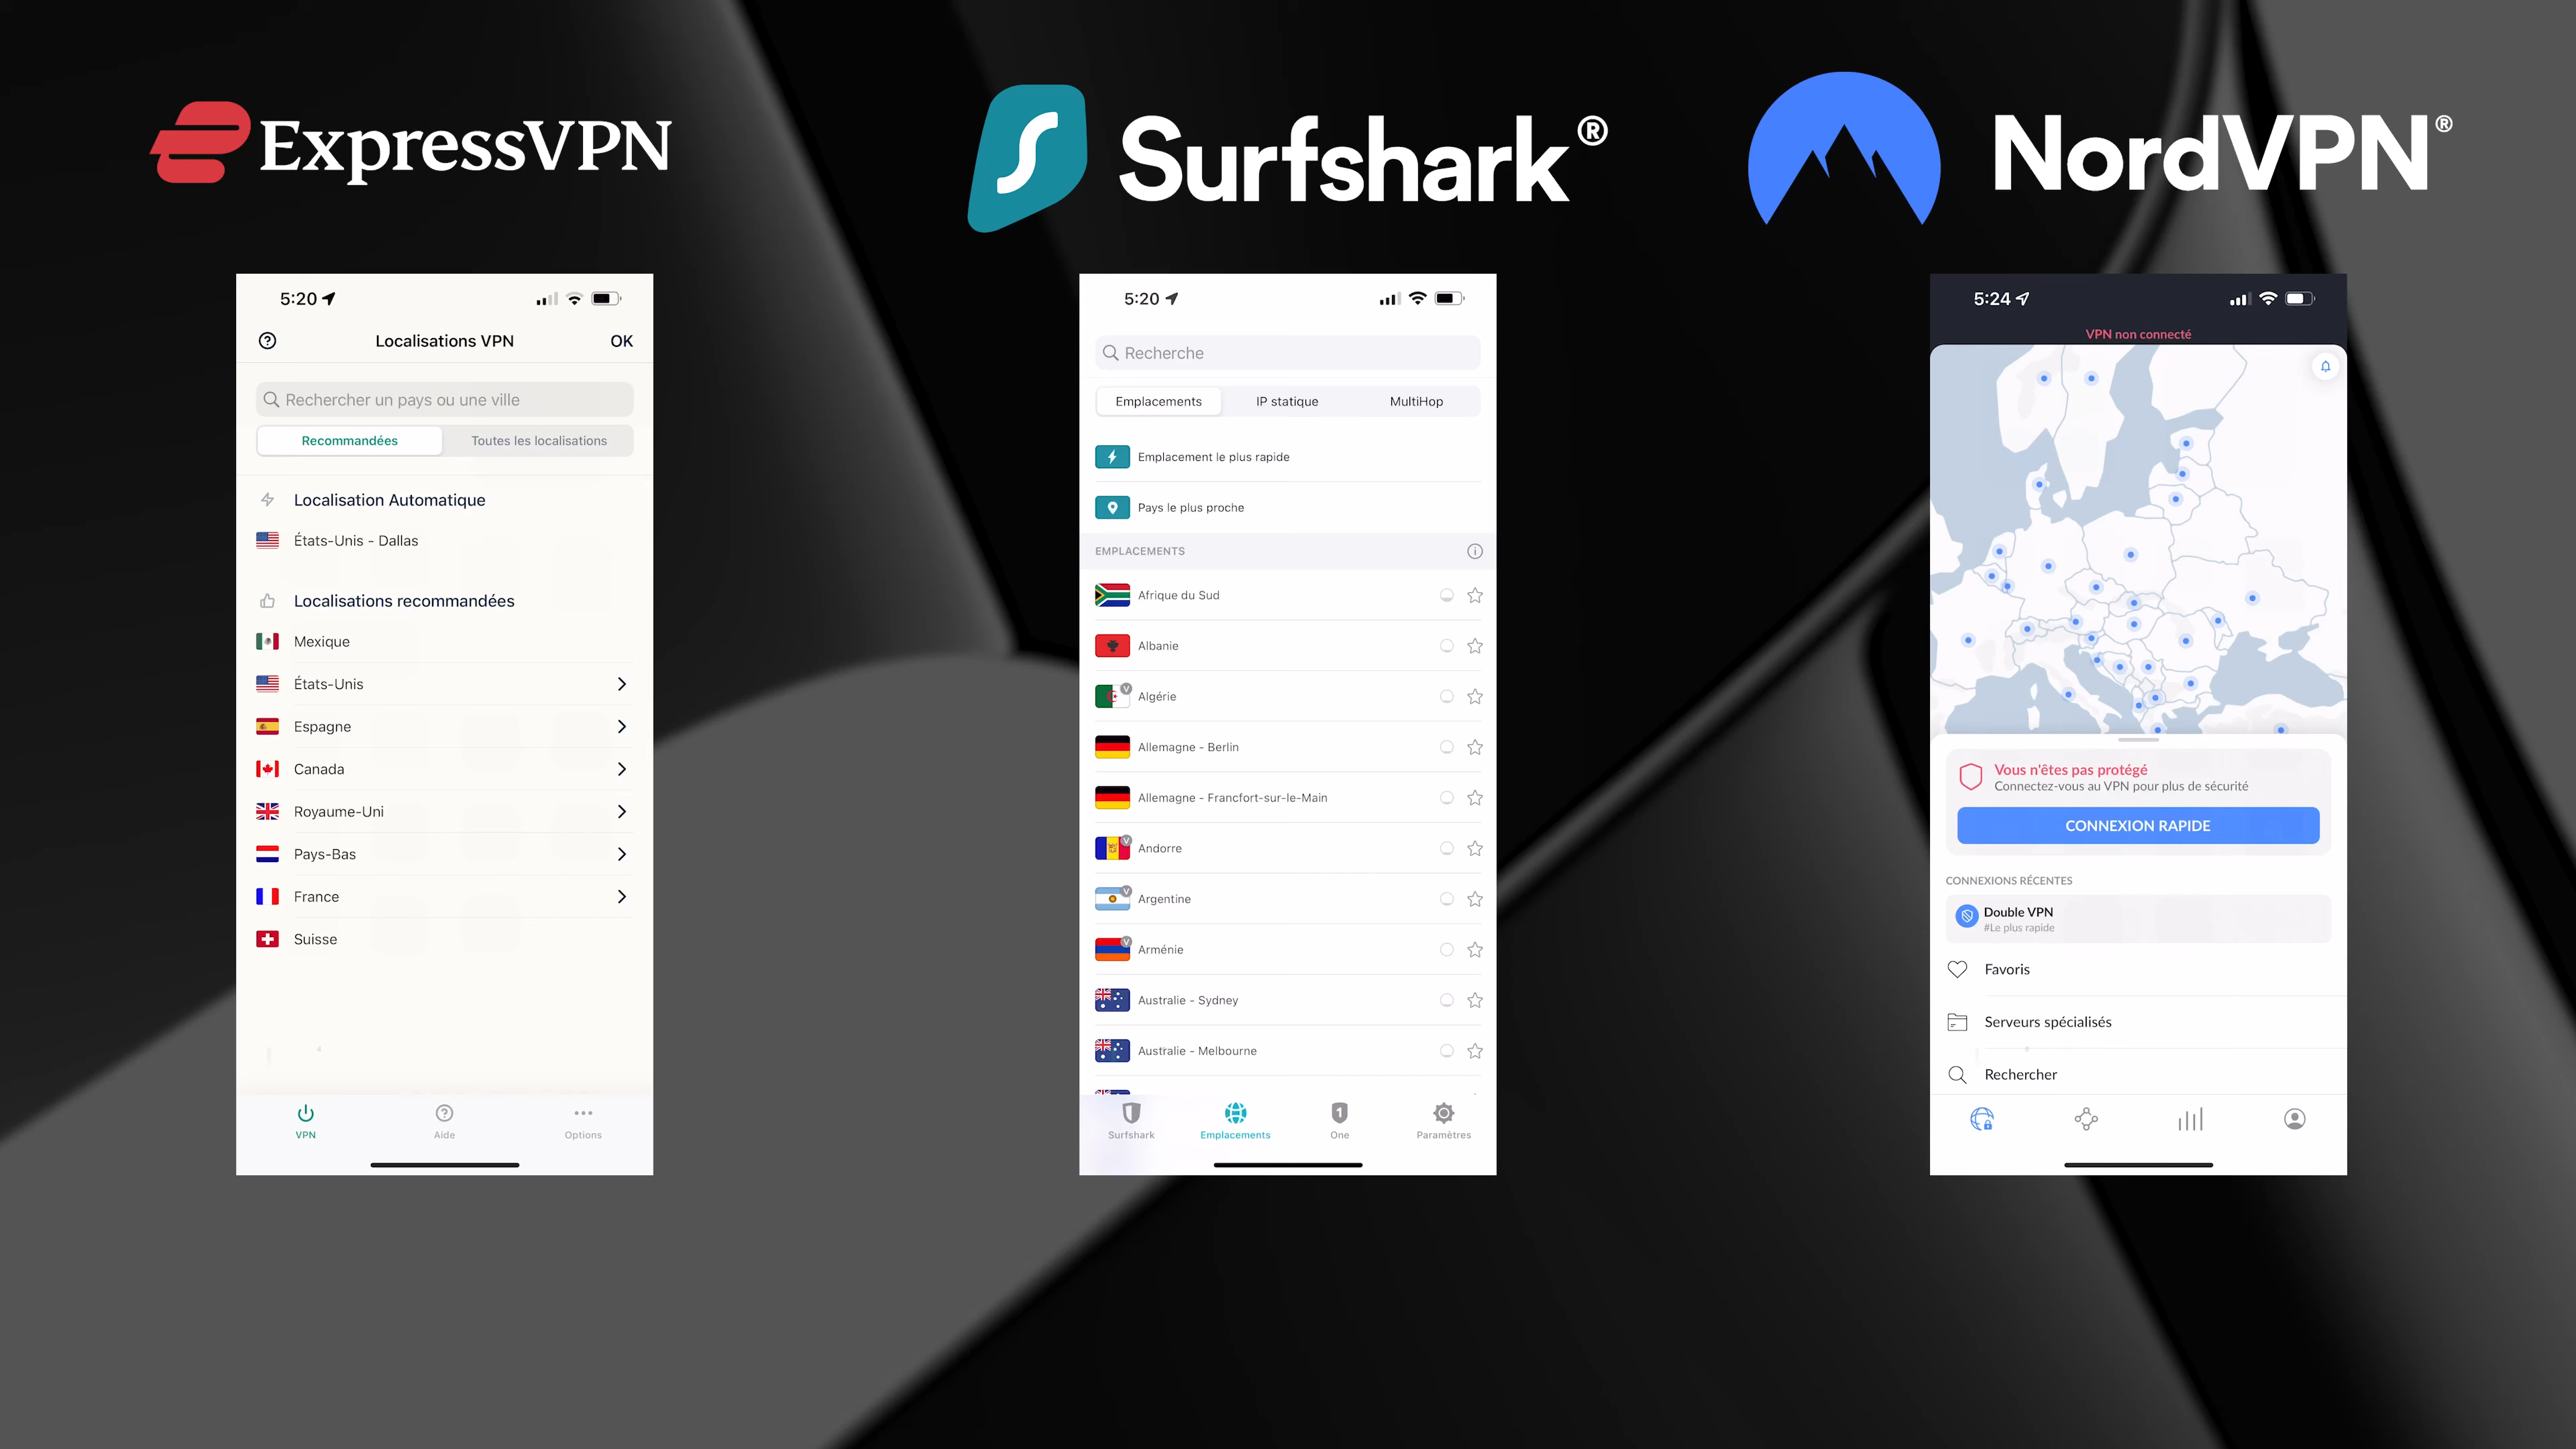 ExpressVPN
Surfshark®
NordVPN®
5:20
Localisations VPN
OK
Rechercher un pays ou une ville
Recommandées
Toutes les localisations
Localisation Automatique
États-Unis - Dallas
Localisations recommandées
Mexique
États-Unis
Espagne
Canada
Royaume-Uni
Pays-Bas
France
Suisse
VPN
Aide
Options
5:20
Recherche
Emplacements
IP statique
MultiHop
Emplacement le plus rapide
Pays le plus proche
EMPLACEMENTS
Afrique du Sud
Albanie
V
Algérie
Allemagne - Berlin
Allemagne - Francfort-sur-le-Main
V
Andorre
V
Argentine
V
Arménie
Australie - Sydney
Australie - Melbourne
Surfshark
Emplacements
1
One
Paramètres
5:24
VPN non connecté
Vous n'êtes pas protégé
Connectez-vous au VPN pour plus de sécurité
CONNEXION RAPIDE
CONNEXIONS RÉCENTES
Double VPN
#Le plus rapide
Favoris
Serveurs spécialisés
Rechercher